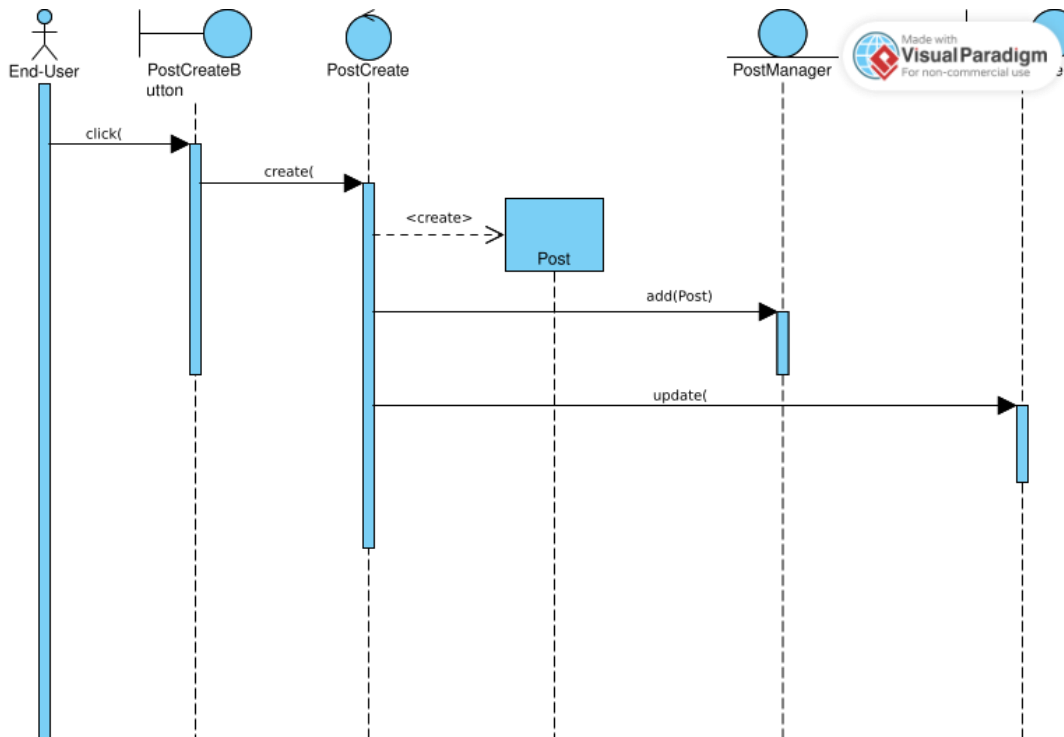 Made with
Visual Paradigm
For non-commercial use
End-User
PostCreateB
utton
PostCreate
PostManager
click(
create(
<create>
Post
add(Post)
update(